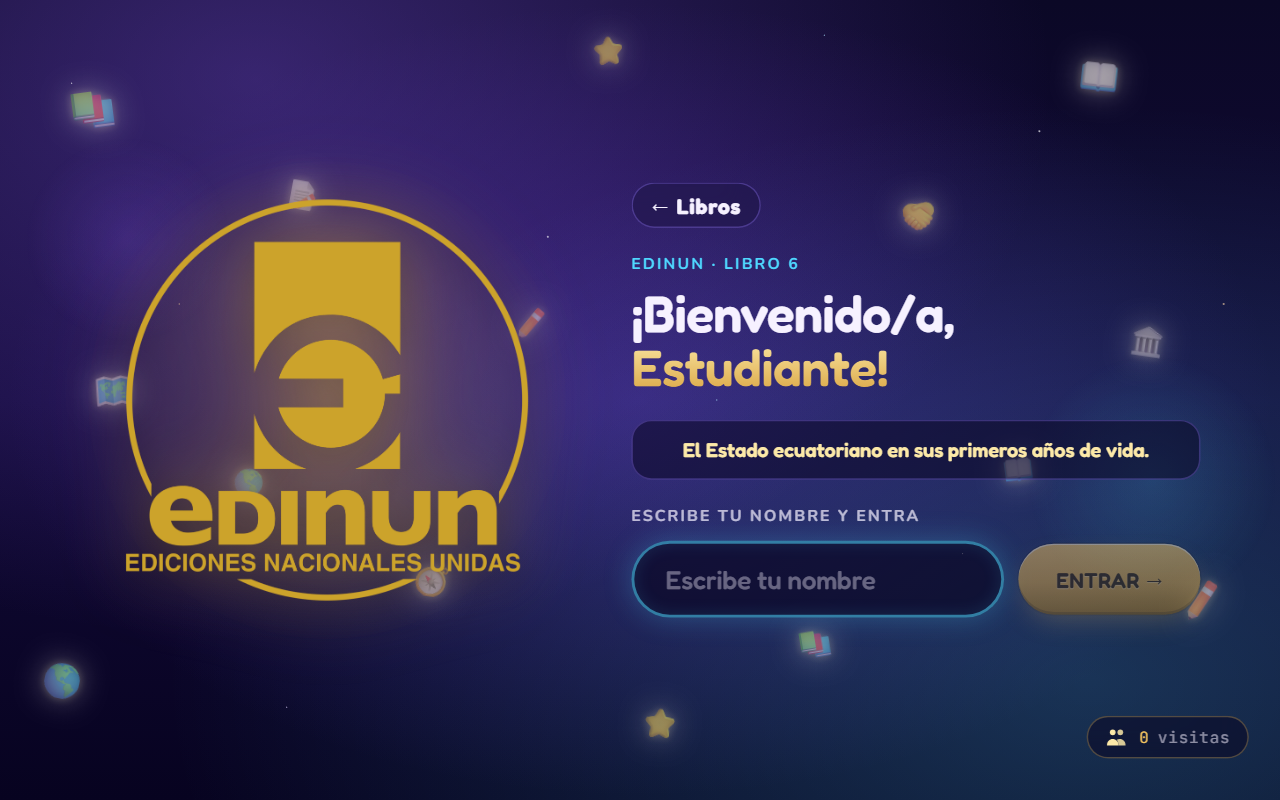 edinun
EDICIONES NACIONALES UNIDAS
← Libros
EDINUN · LIBRO 6
¡Bienvenido/a,
Estudiante!
El Estado ecuatoriano en sus primeros años de vida.
ESCRIBE TU NOMBRE Y ENTRA
Escribe tu nombre
ENTRAR →
0 visitas